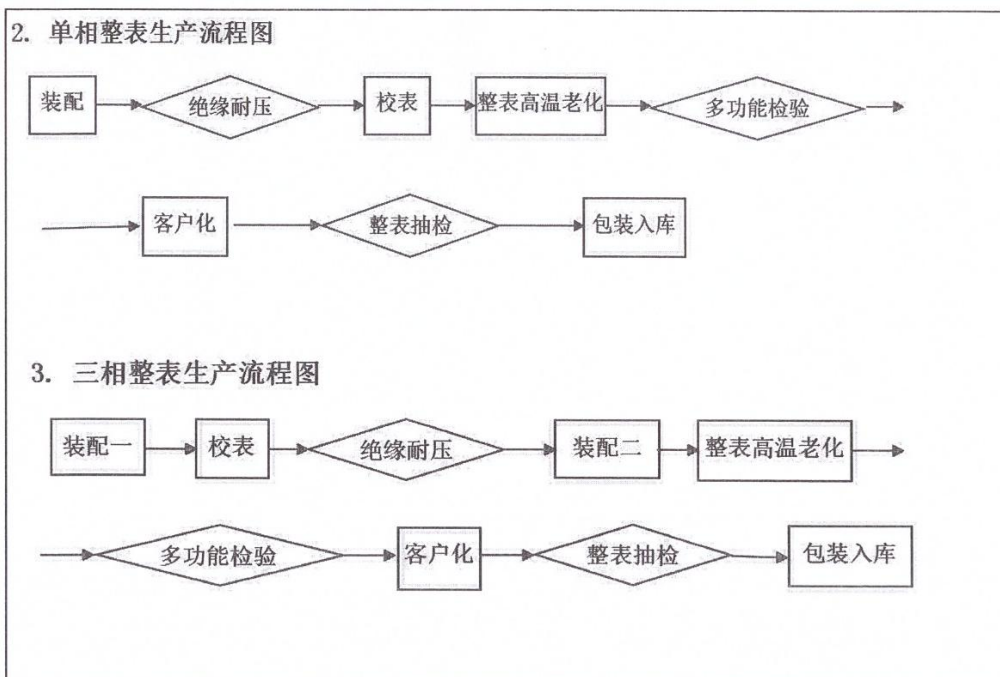 2. 单相整表生产流程图
装配 绝缘耐压 校表 整表高温老化 多功能检验
客户化 整表抽检 包装入库
3. 三相整表生产流程图
装配一 校表 绝缘耐压 装配二 整表高温老化
多功能检验 客户化 整表抽检 包装入库